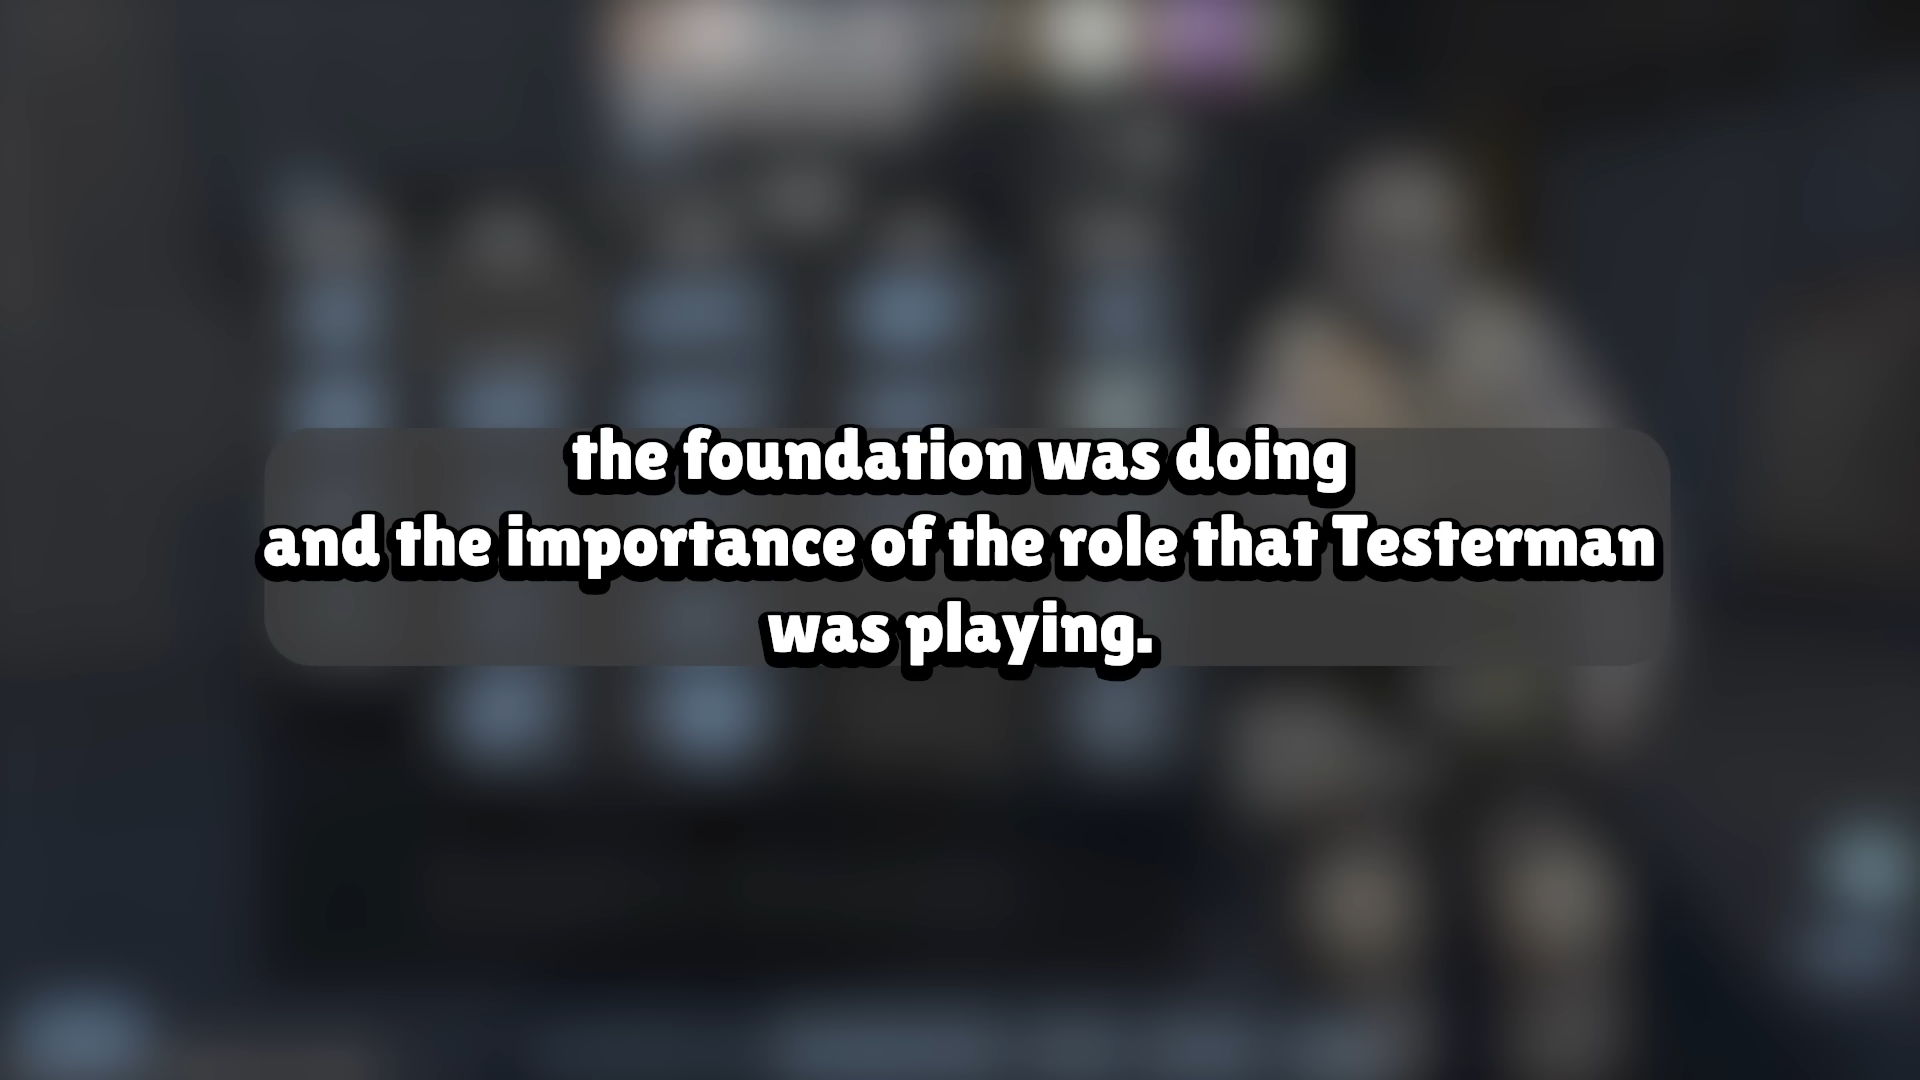 the foundation was doing
and the importance of the role that Testerman
was playing.